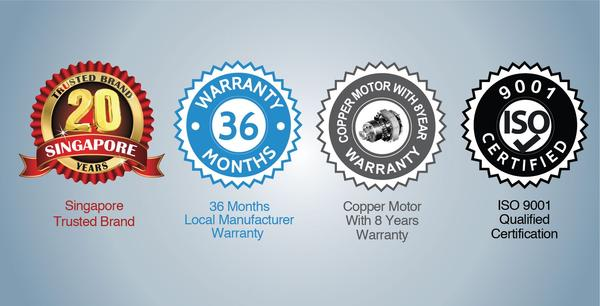 TRUSTED BRAND
20
SINGAPORE
YEARS
Singapore
Trusted Brand
WARRANTY
36
MONTHS
36 Months
Local Manufacturer
Warranty
COPPER MOTOR WITH 8YEAR
WARRANTY
Copper Motor
With 8 Years
Warranty
9001
ISO
CERTIFIED
ISO 9001
Qualified
Certification